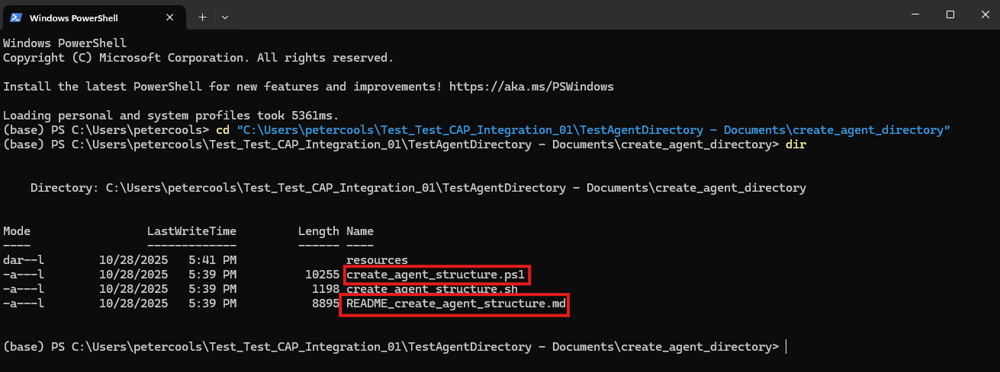 Windows PowerShell
Windows PowerShell
Copyright (C) Microsoft Corporation. All rights reserved.
Install the latest PowerShell for new features and improvements! https://aka.ms/PSWindows
Loading personal and system profiles took 5361ms.
(base) PS C:\Users\petercools> cd "C:\Users\petercools\Test_Test_CAP_Integration_01\TestAgentDirectory - Documents\create_agent_directory"
(base) PS C:\Users\petercools\Test_Test_CAP_Integration_01\TestAgentDirectory - Documents\create_agent_directory> dir
Directory: C:\Users\petercools\Test_Test_CAP_Integration_01\TestAgentDirectory - Documents\create_agent_directory
Mode LastWriteTime Length Name
---- ------------- ------ ----
dar--l 10/28/2025 5:41 PM resources
-a---l 10/28/2025 5:39 PM 10255 create_agent_structure.ps1
-a---l 10/28/2025 5:39 PM 1198 create_agent_structure.sh
-a---l 10/28/2025 5:39 PM 8895 README_create_agent_structure.md
(base) PS C:\Users\petercools\Test_Test_CAP_Integration_01\TestAgentDirectory - Documents\create_agent_directory>